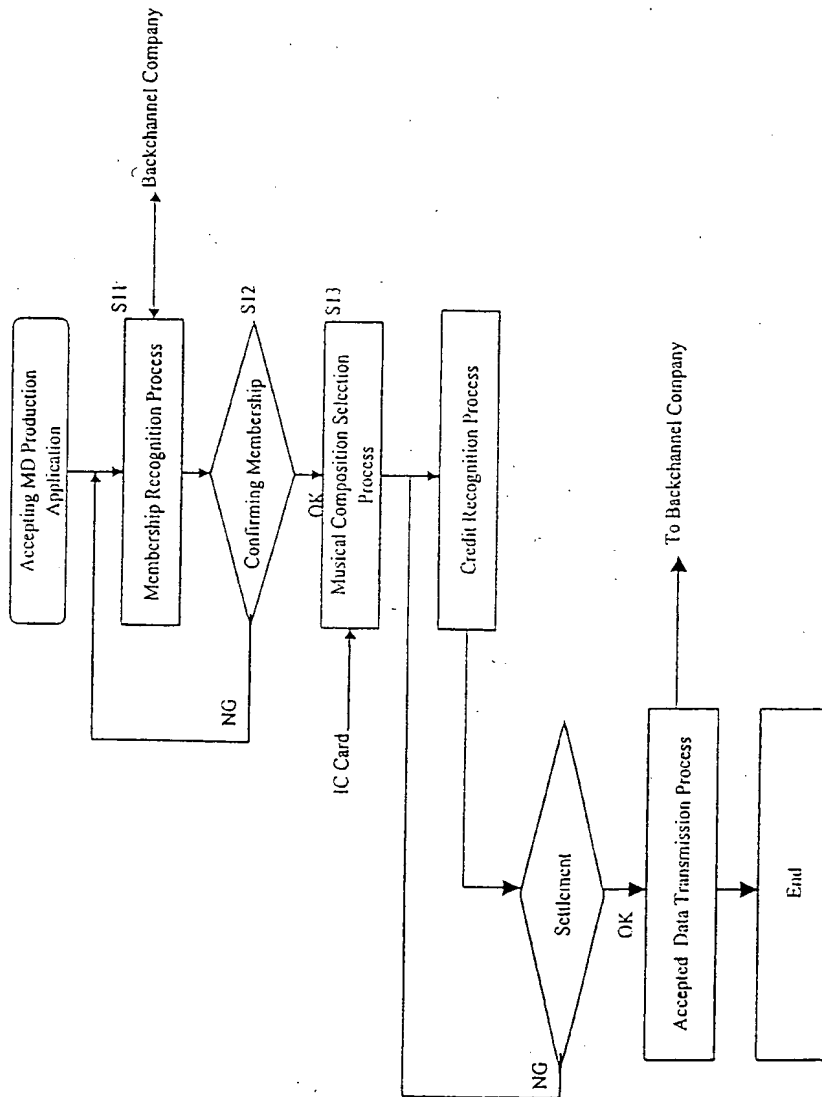 Accepting MD Production
Application
S11
Membership Recognition Process
Backchannel Company
S12
Confirming Membership
NG
OK
S13
Musical Composition Selection
Process
IC Card
Credit Recognition Process
Settlement
NG
OK
Accepted Data Transmission Process
To Backchannel Company
End